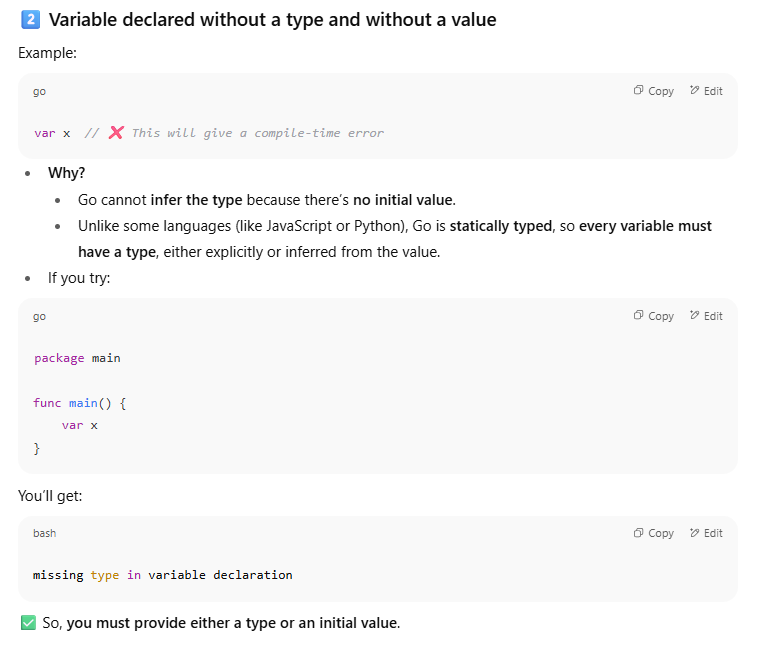 2 Variable declared without a type and without a value
Example:
go
Copy Edit
var x // ❌ This will give a compile-time error
• Why?
• Go cannot infer the type because there's no initial value.
• Unlike some languages (like JavaScript or Python), Go is statically typed, so every variable must
have a type, either explicitly or inferred from the value.
• If you try:
go
Copy Edit
package main
func main() {
    var x
}
You'll get:
bash
Copy Edit
missing type in variable declaration
✅ So, you must provide either a type or an initial value.